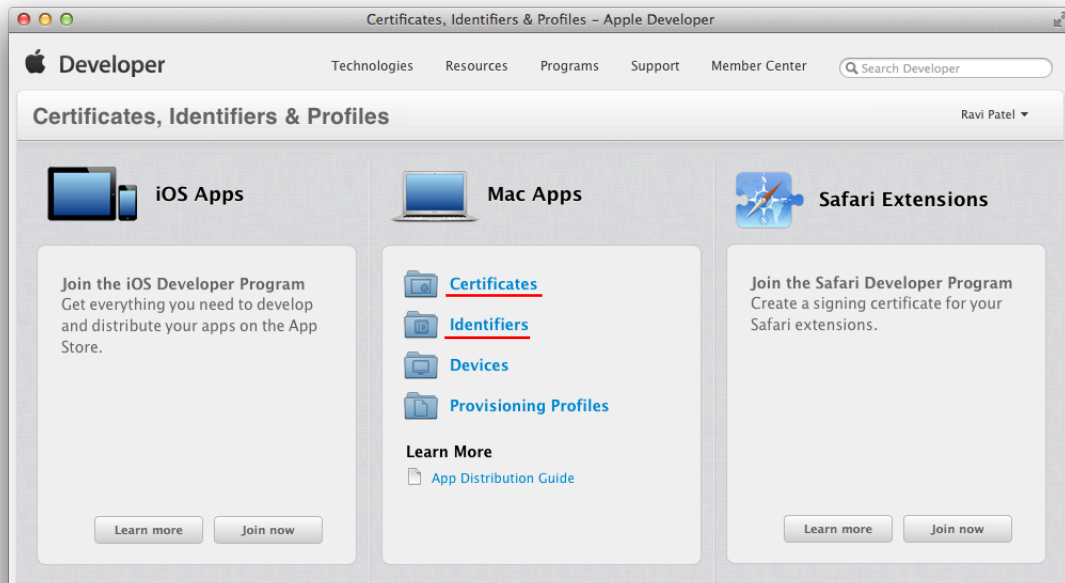 Certificates, Identifiers & Profiles – Apple Developer
Developer
Technologies
Resources
Programs
Support
Member Center
Search Developer
Certificates, Identifiers & Profiles
Ravi Patel
iOS Apps
Join the iOS Developer Program
Get everything you need to develop
and distribute your apps on the App
Store.
Learn more
Join now
Mac Apps
Certificates
ID
Identifiers
Devices
Provisioning Profiles
Learn More
App Distribution Guide
Safari Extensions
Join the Safari Developer Program
Create a signing certificate for your
Safari extensions.
Learn more
Join now